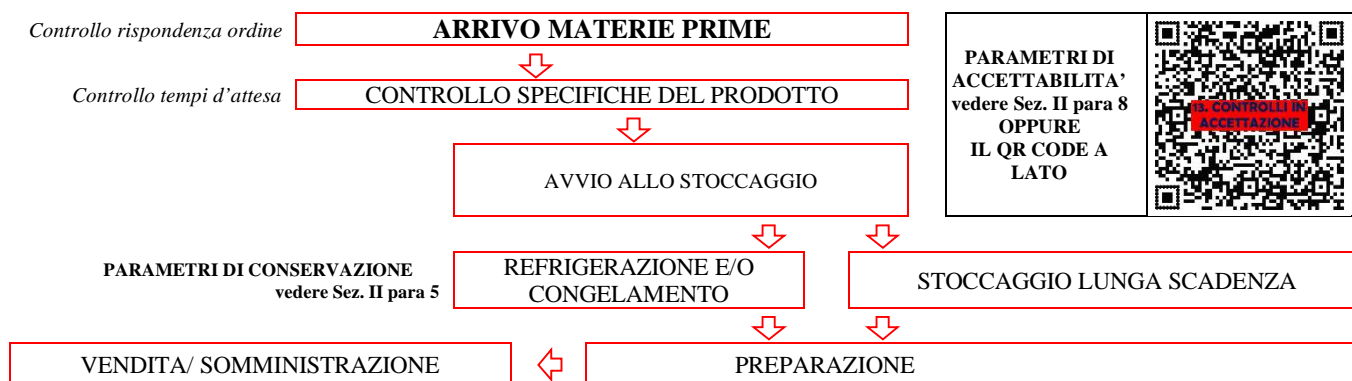 Controllo rispondenza ordine
ARRIVO MATERIE PRIME
Controllo tempi d'attesa
CONTROLLO SPECIFICHE DEL PRODOTTO
AVVIO ALLO STOCCAGGIO
PARAMETRI DI
ACCETTABILITA'
vedere Sez. II para 8
OPPURE
IL QR CODE A
LATO
13. CONTROLLI IN
ACCETTAZIONE
PARAMETRI DI CONSERVAZIONE
vedere Sez. II para 5
REFRIGERAZIONE E/O
CONGELAMENTO
STOCCAGGIO LUNGA SCADENZA
VENDITA/ SOMMINISTRAZIONE
PREPARAZIONE